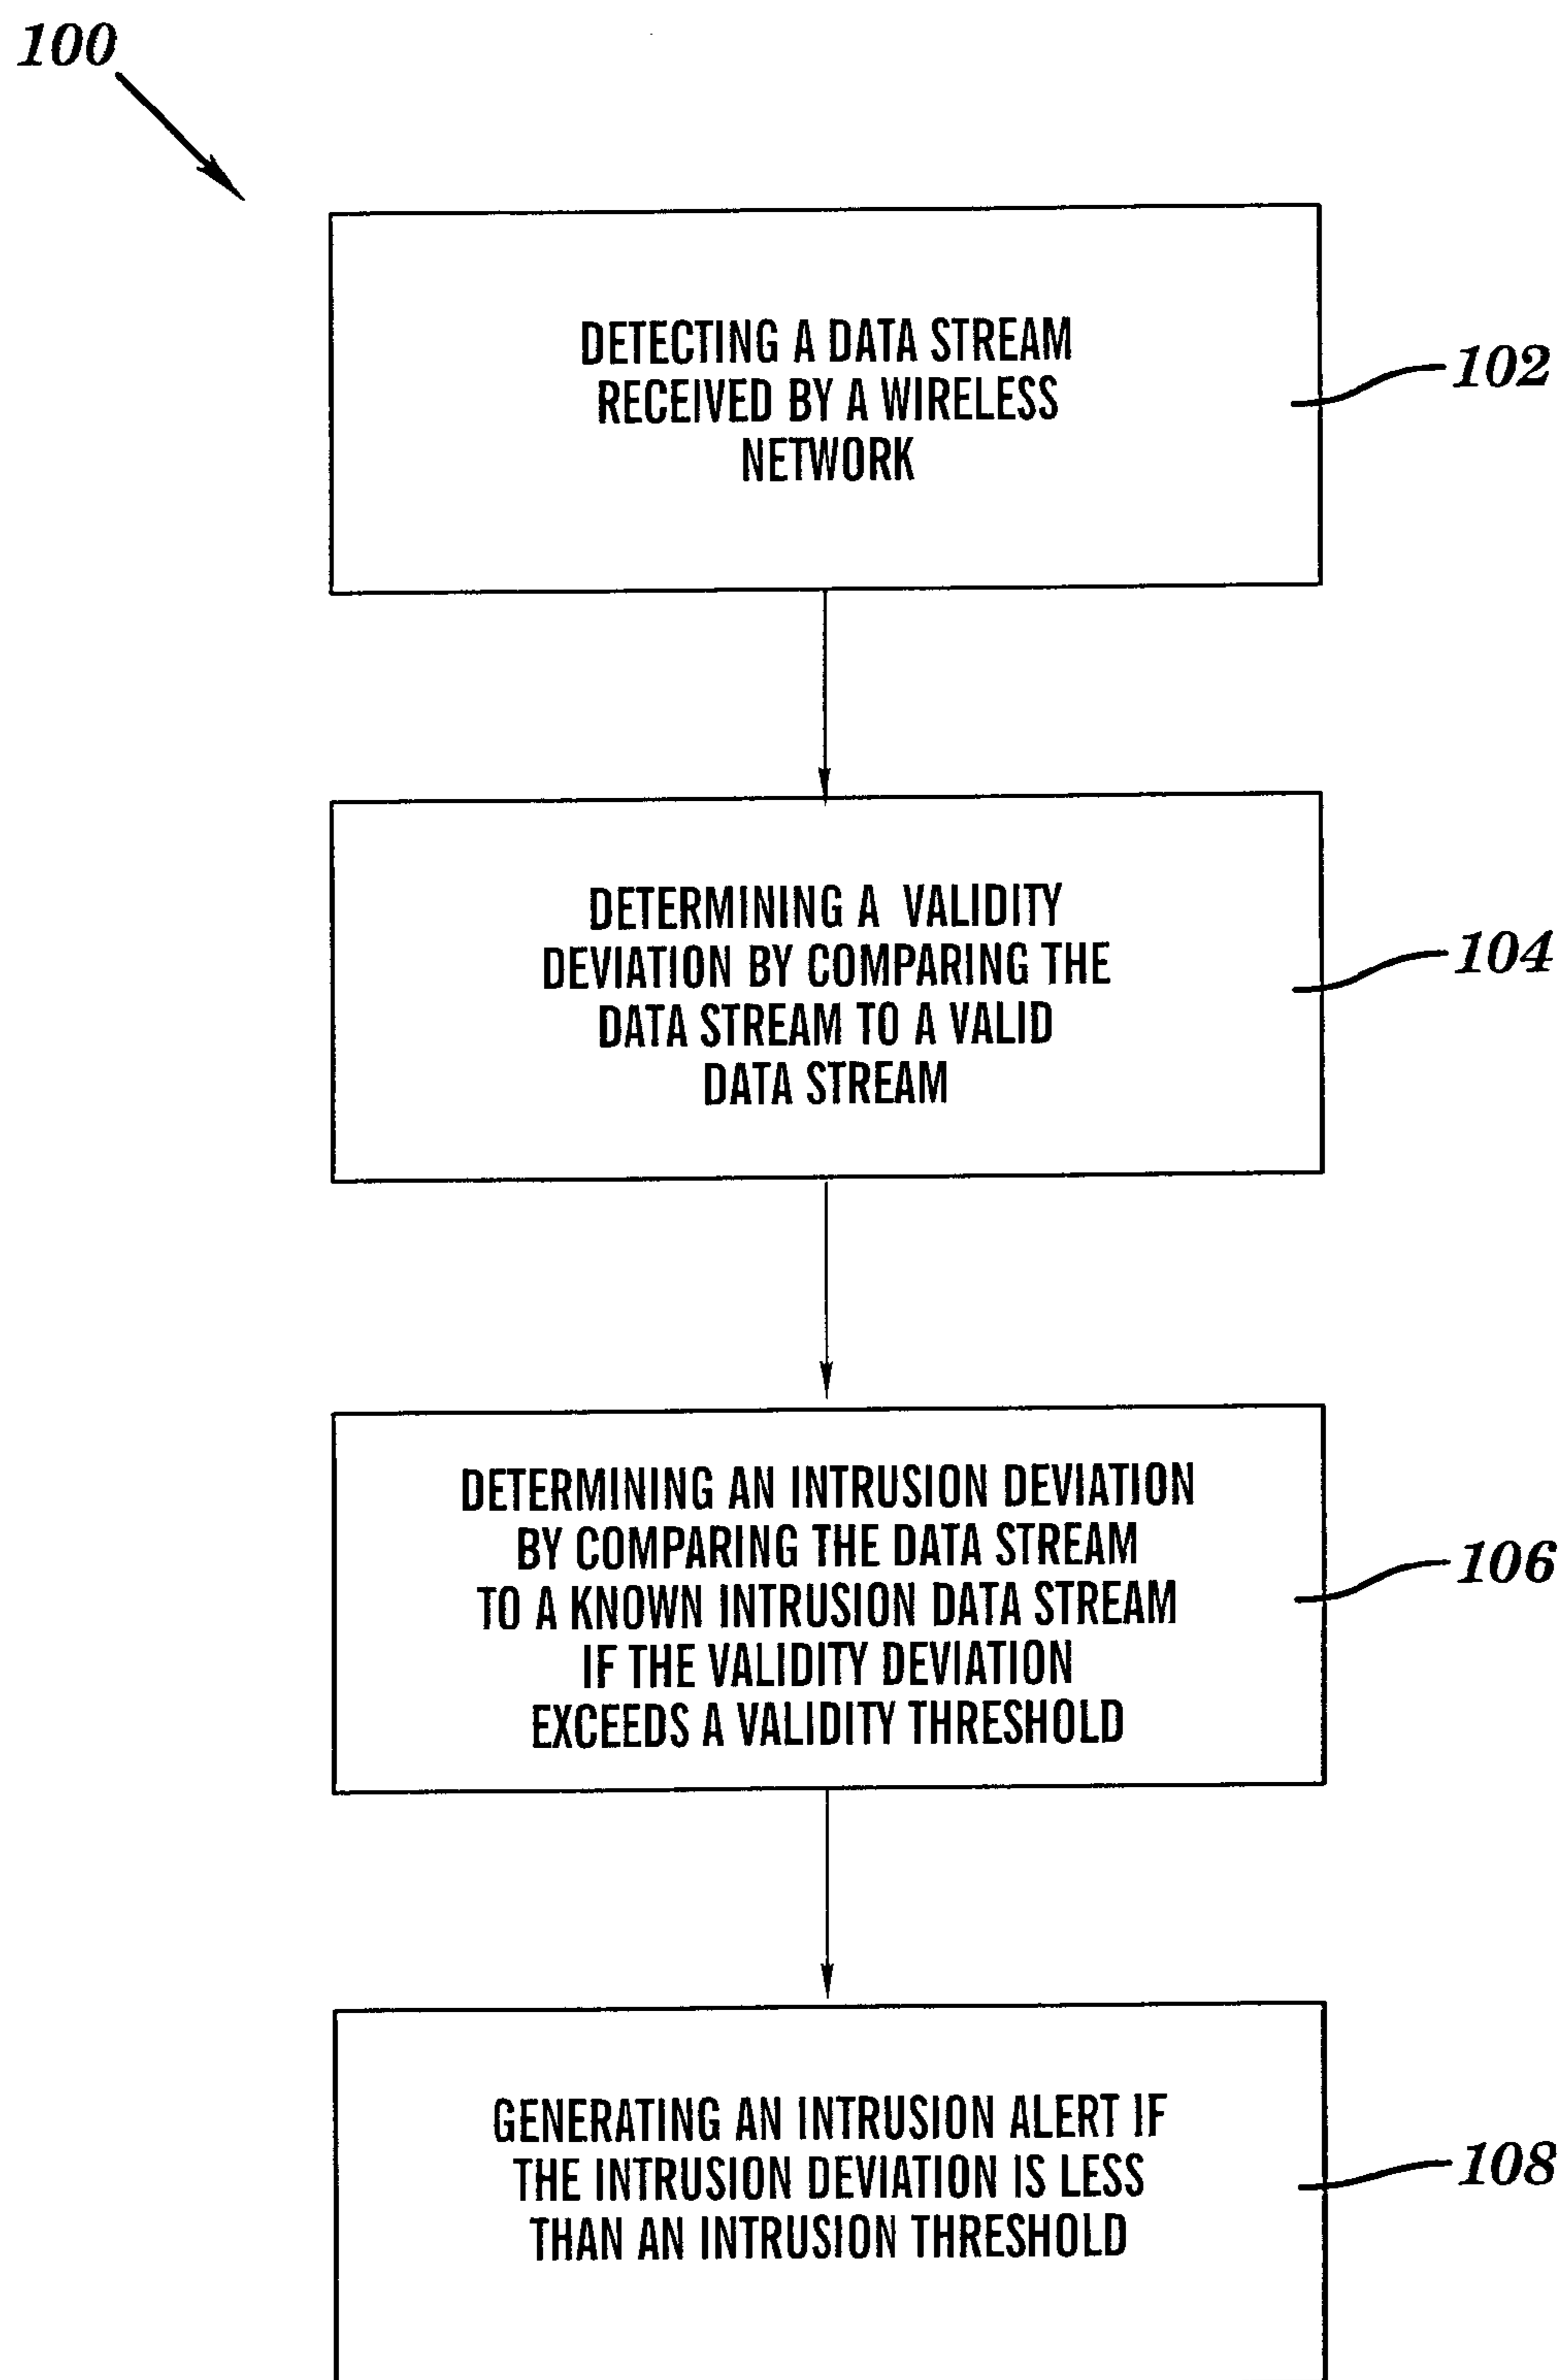 100
DETECTING A DATA STREAM
RECEIVED BY A WIRELESS
NETWORK
102
DETERMINING A VALIDITY
DEVIATION BY COMPARING THE
DATA STREAM TO A VALID
DATA STREAM
104
DETERMINING AN INTRUSION DEVIATION
BY COMPARING THE DATA STREAM
TO A KNOWN INTRUSION DATA STREAM
IF THE VALIDITY DEVIATION
EXCEEDS A VALIDITY THRESHOLD
106
GENERATING AN INTRUSION ALERT IF
THE INTRUSION DEVIATION IS LESS
THAN AN INTRUSION THRESHOLD
108